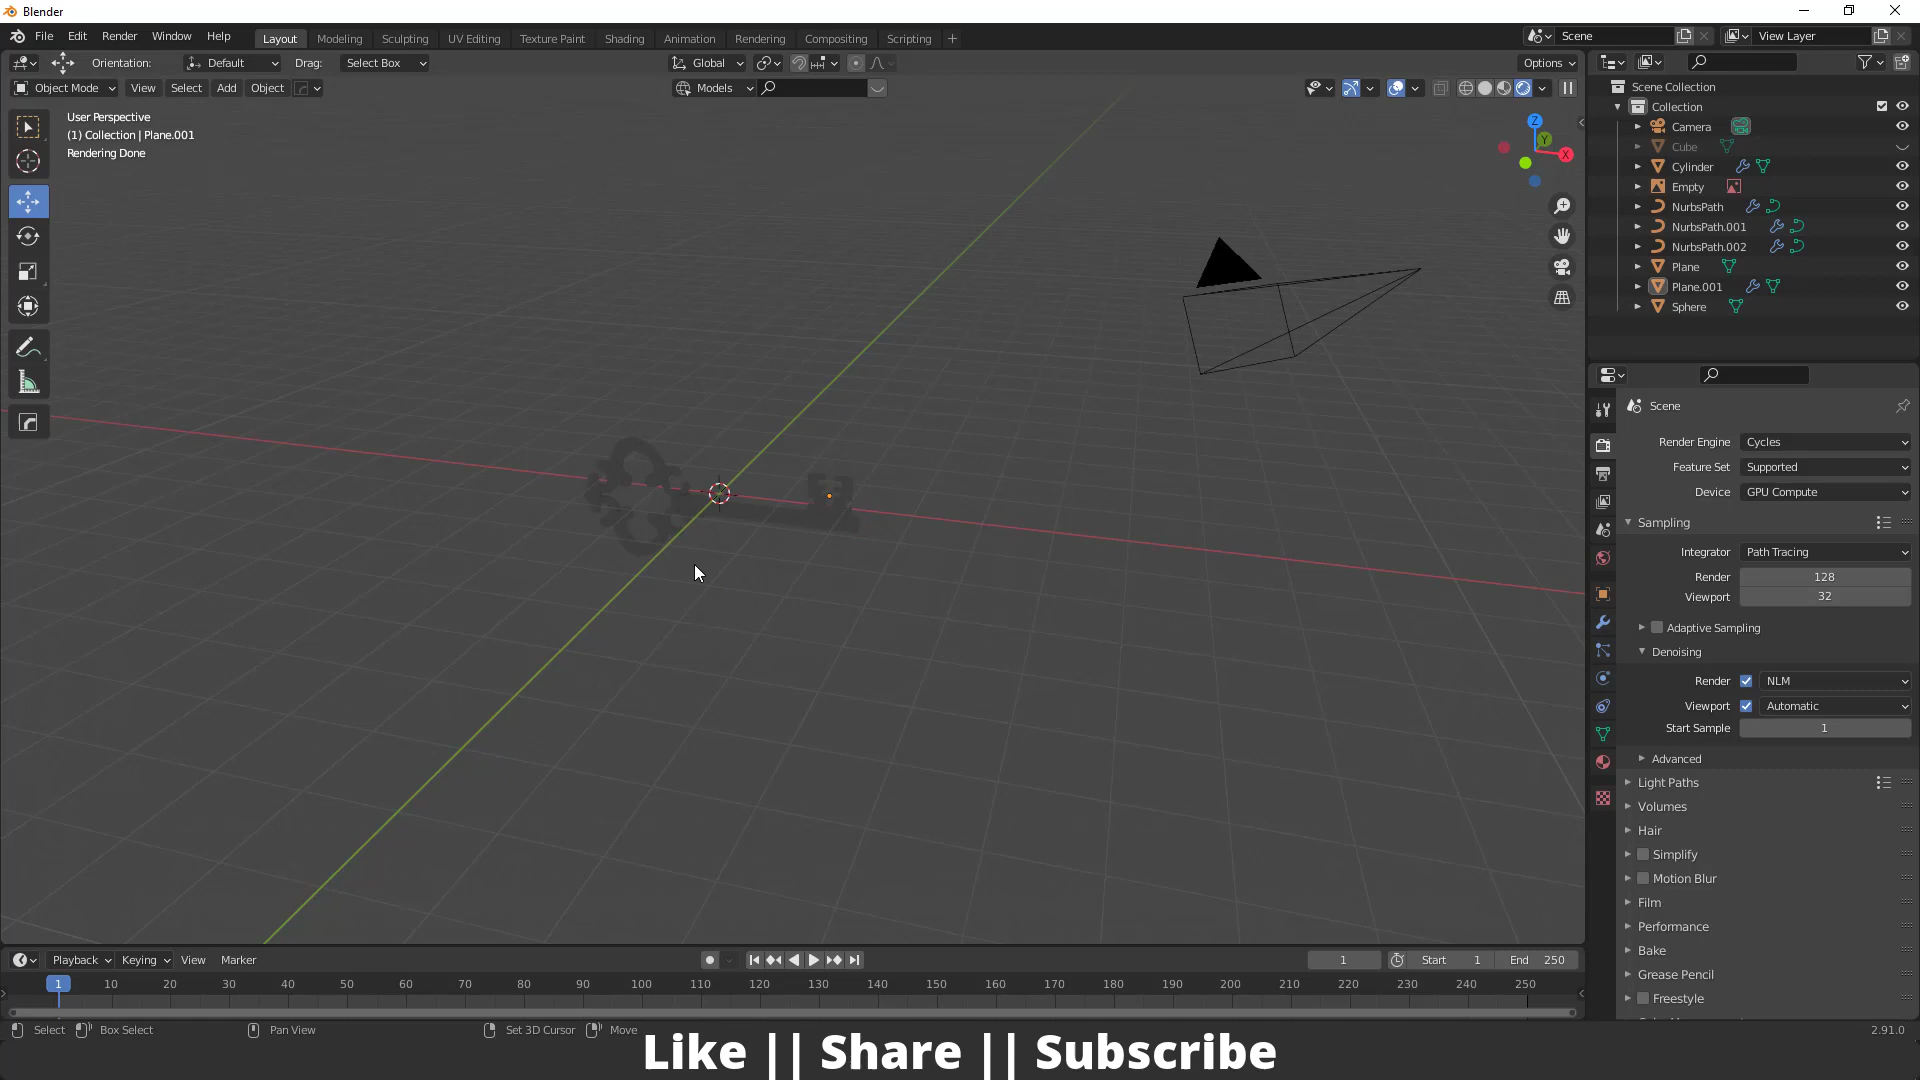 Blender
File Edit Render Window Help
Layout Modeling Sculpting UV Editing Texture Paint Shading Animation Rendering Compositing Scripting +
Scene
View Layer
Orientation: Default Drag: Select Box
Global
Options
Object Mode View Select Add Object
Models
User Perspective
(1) Collection | Plane.001
Rendering Done
Z
Y
X
Scene Collection
Collection
Camera
Cube
Cylinder
Empty
NurbsPath
NurbsPath.001
NurbsPath.002
Plane
Plane.001
Sphere
Scene
Render Engine Cycles
Feature Set Supported
Device GPU Compute
Sampling
Integrator Path Tracing
Render 128
Viewport 32
Adaptive Sampling
Denoising
Render NLM
Viewport Automatic
Start Sample 1
Advanced
Light Paths
Volumes
Hair
Simplify
Motion Blur
Film
Performance
Bake
Grease Pencil
Freestyle
Playback Keying View Marker
1 Start 1 End 250
1 10 20 30 40 50 60 70 80 90 100 110 120 130 140 150 160 170 180 190 200 210 220 230 240 250
Select Box Select Pan View Set 3D Cursor Move
2.91.0
Like || Share || Subscribe